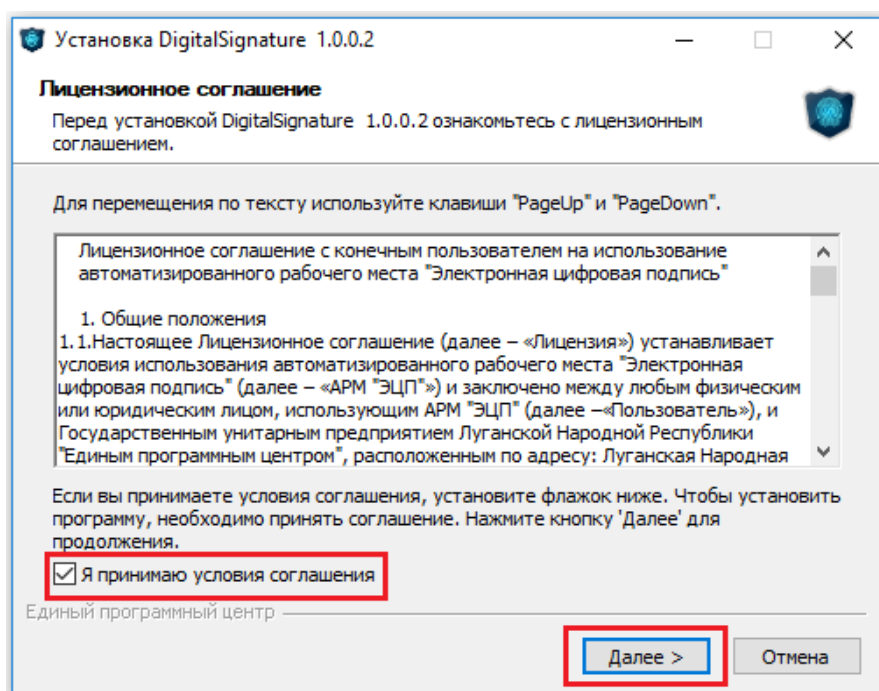 Установка DigitalSignature 1.0.0.2
Лицензионное соглашение
Перед установкой DigitalSignature 1.0.0.2 ознакомьтесь с лицензионным
соглашением.
Для перемещения по тексту используйте клавиши "PageUp" и "PageDown".
Лицензионное соглашение с конечным пользователем на использование
автоматизированного рабочего места "Электронная цифровая подпись"
1. Общие положения
1.1.Настоящее Лицензионное соглашение (далее – «Лицензия») устанавливает
условия использования автоматизированного рабочего места "Электронная
цифровая подпись" (далее – «АРМ "ЭЦП"») и заключено между любым физическим
или юридическим лицом, использующим АРМ "ЭЦП" (далее –«Пользователь»), и
Государственным унитарным предприятием Луганской Народной Республики
"Единым программным центром", расположенным по адресу: Луганская Народная
Если вы принимаете условия соглашения, установите флажок ниже. Чтобы установить
программу, необходимо принять соглашение. Нажмите кнопку 'Далее' для
продолжения.
Я принимаю условия соглашения
Единый программный центр
Далее >
Отмена